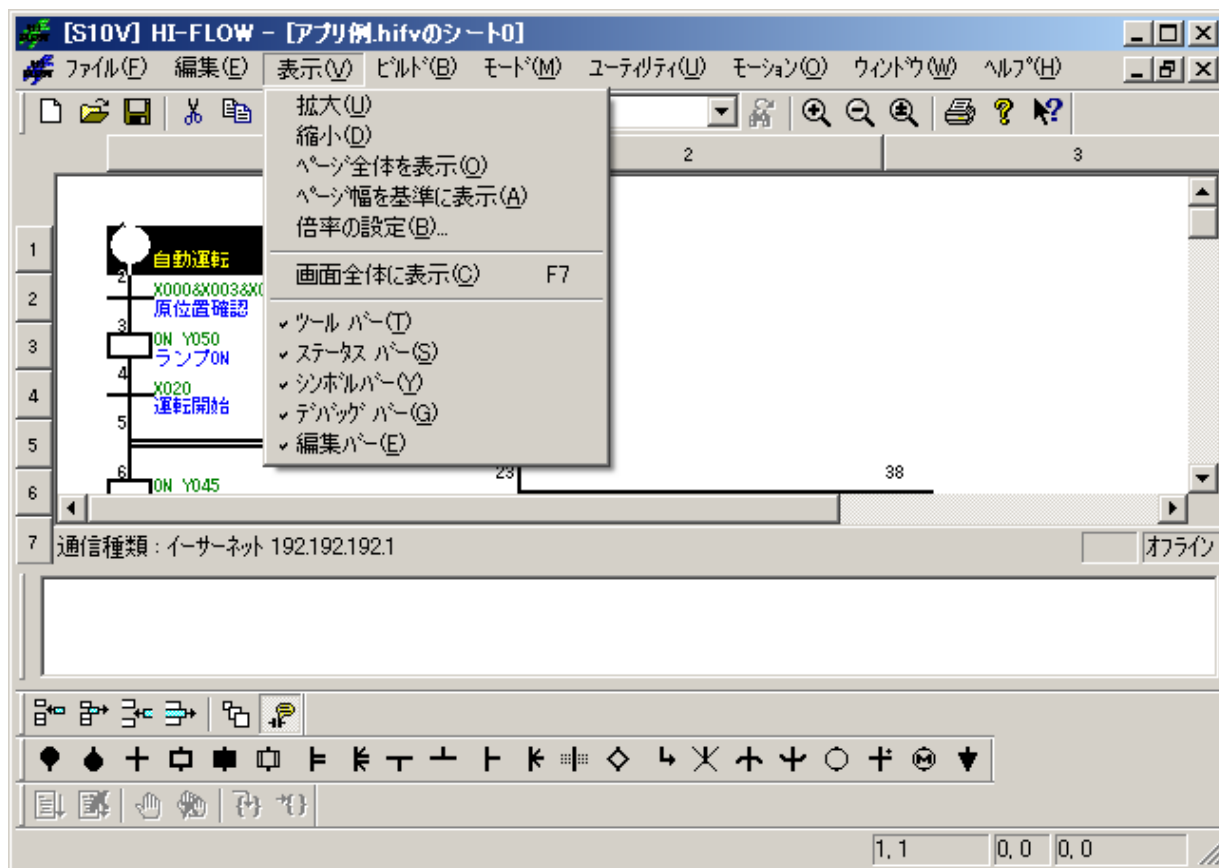 [S10V] HI-FLOW - [アプリ例.hifvのシート0]
ファイル(F) 編集(E) 表示(V) ビルド(B) モード(M) ユーティリティ(U) モーション(O) ウィンドウ(W) ヘルプ(H)
拡大(U)
縮小(D)
ページ全体を表示(O)
ページ幅を基準に表示(A)
倍率の設定(B)...
画面全体に表示(C) F7
ツール バー(T)
ステータス バー(S)
シンボルバー(Y)
デバッグ バー(G)
編集バー(E)
2 3
1
2
3
4
5
6
7
自動運転
2
X000&X003&X0
原位置確認
3
ON Y050
ランプON
4
X020
運転開始
5
6
ON Y045
23 38
通信種類 : イーサーネット 192.192.192.1 オフライン
1, 1 0, 0 0, 0